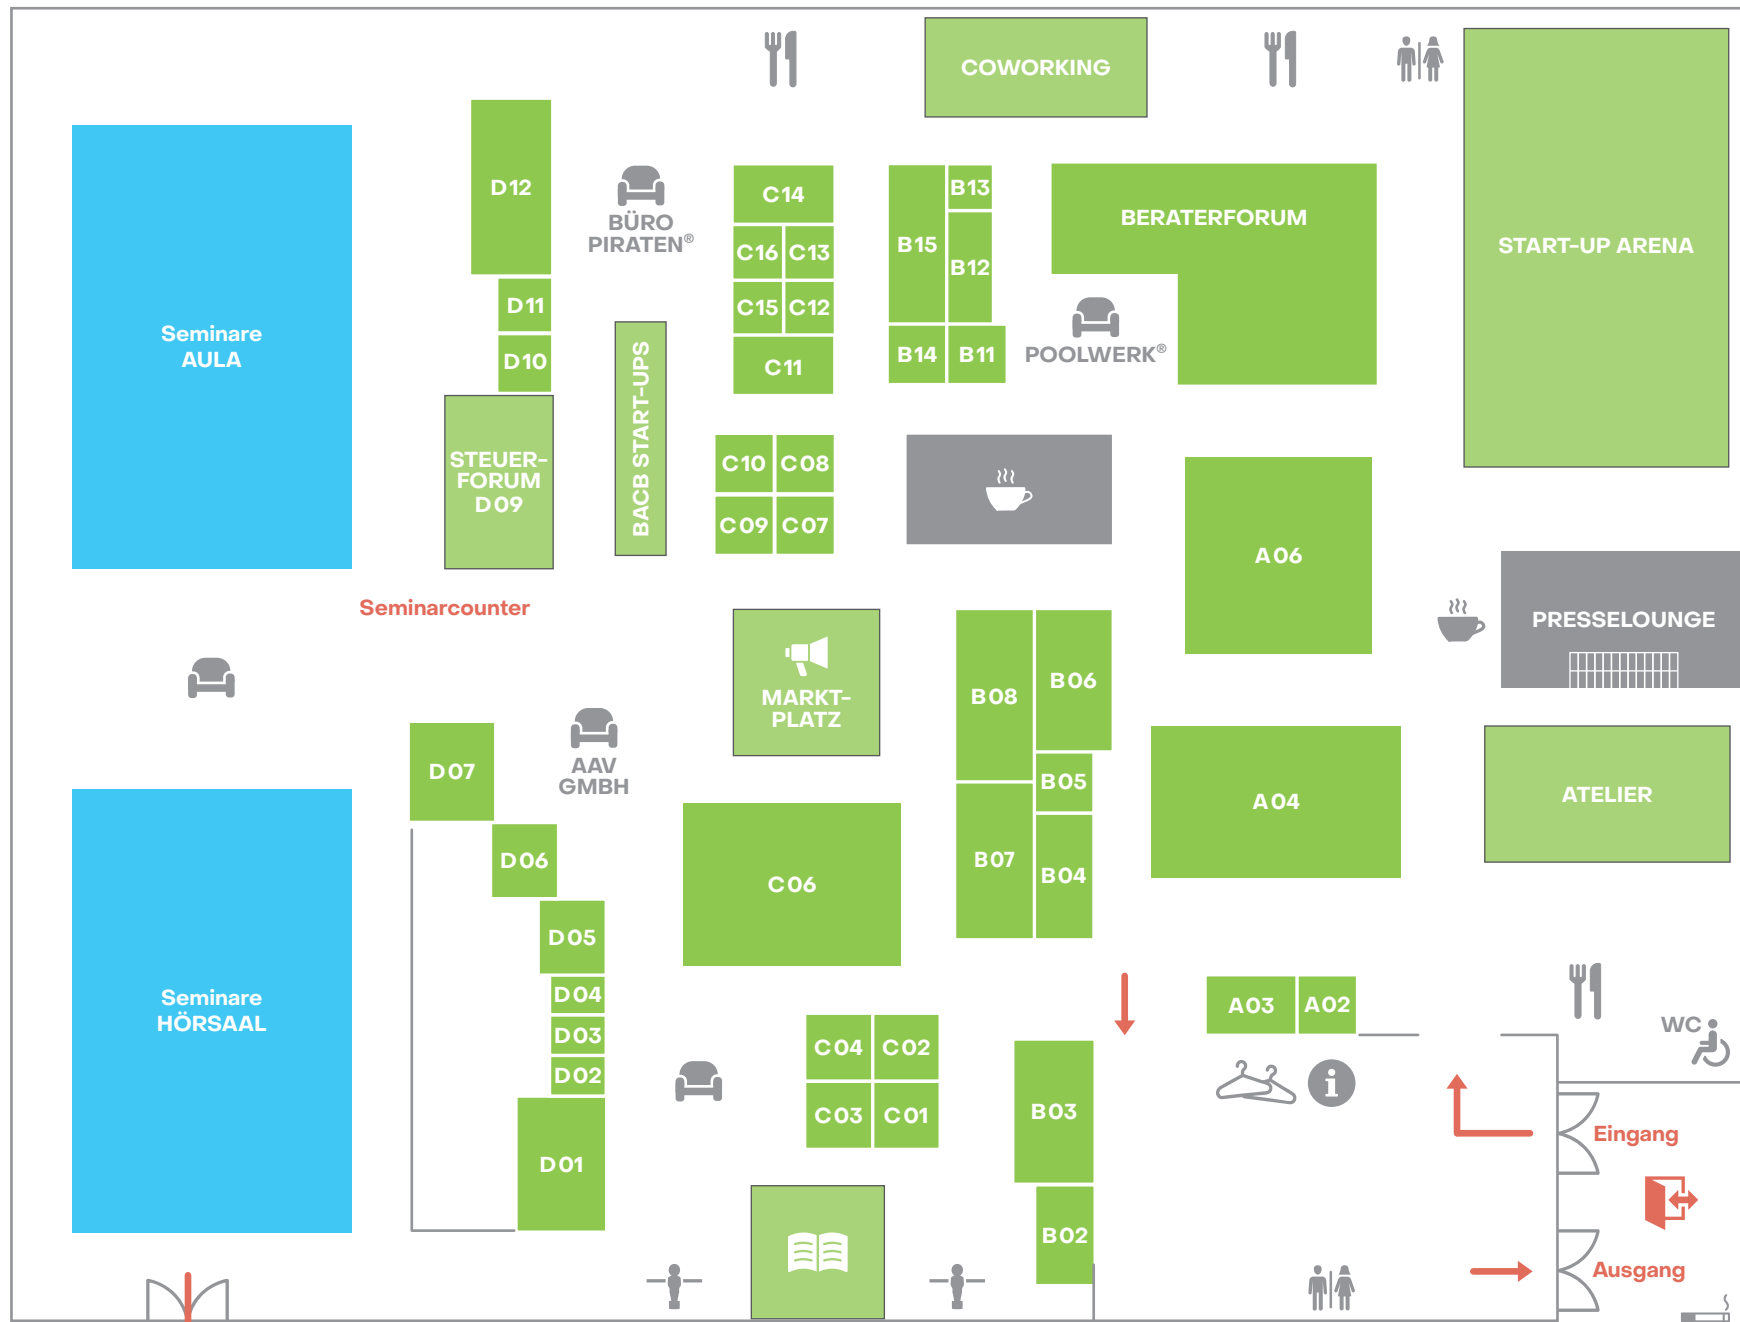 COWORKING
START-UP ARENA
D12
BÜRO
PIRATEN®
C14
C16
C13
C15
C12
C11
B15
B13
B12
B14
B11
BERATERFORUM
POOLWERK®
Seminare
AULA
D11
D10
STEUER-
FORUM
D09
BACB START-UPS
C10
C08
C09
C07
A06
PRESSELOUNGE
Seminarcounter
MARKT-
PLATZ
B08
B06
B05
B07
B04
A04
ATELIER
D07
AAV
GMBH
D06
D05
D04
D03
D02
D01
C06
Seminare
HÖRSAAL
C04
C02
C03
C01
B03
B02
A03
A02
WC
i
Eingang
Ausgang